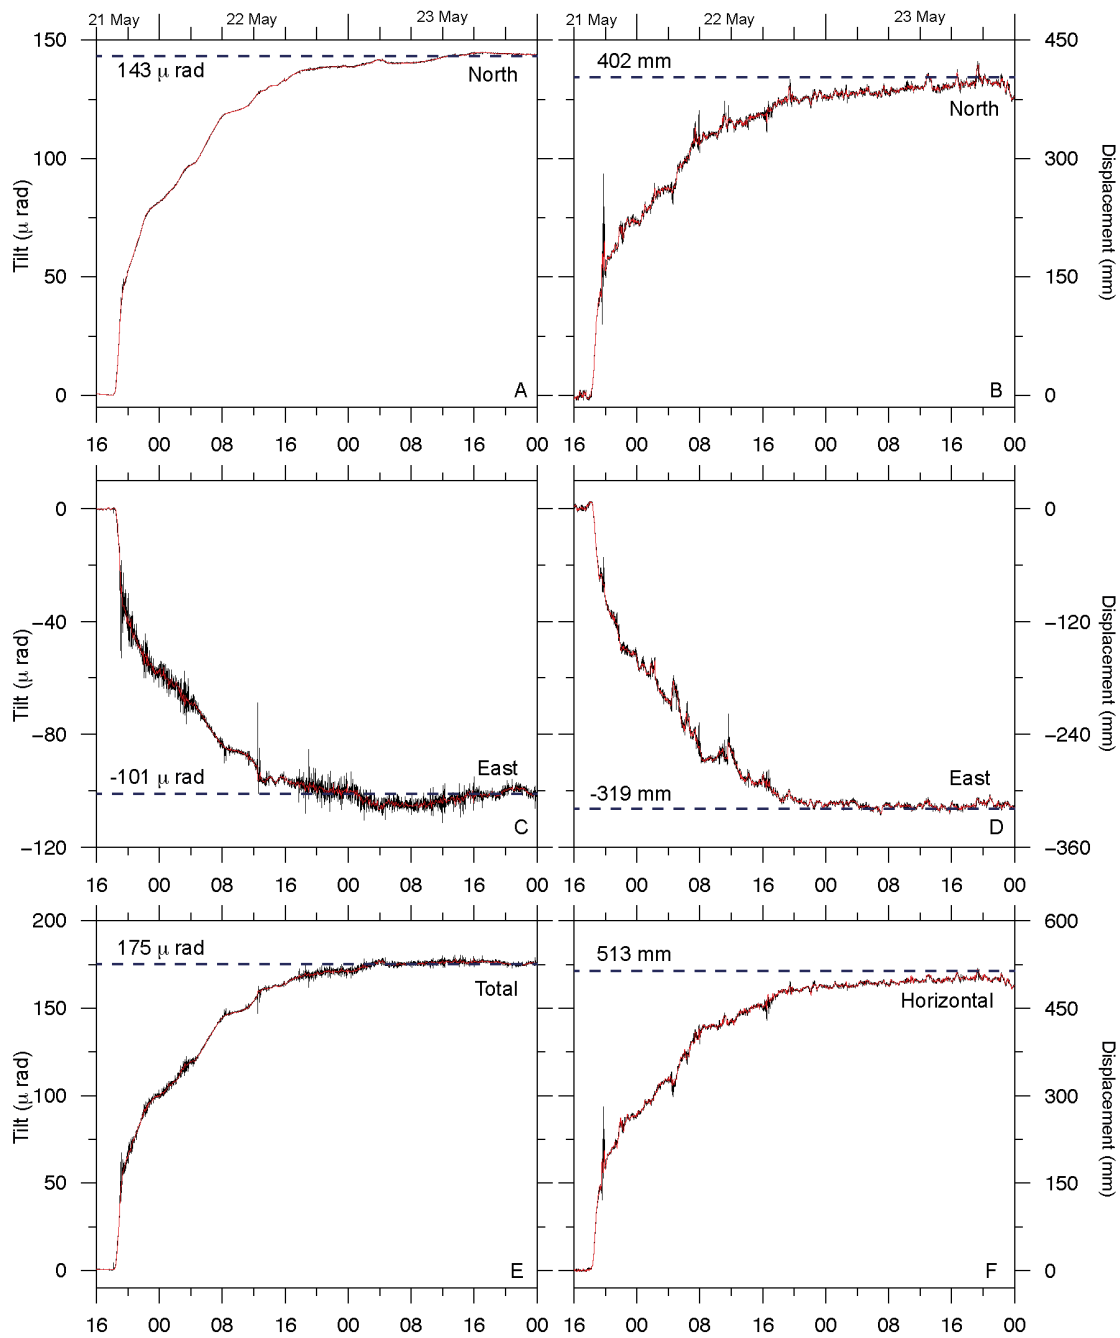 21 May 22 May 23 May 21 May 22 May 23 May
150 143 μ rad North 402 mm North 450
100 300
50 150
0 A B 0
Tilt (μ rad) Displacement (mm)
16 00 08 16 00 08 16 00 16 00 08 16 00 08 16 00
0 0
−40 −120
−80 −240
-101 μ rad East -319 mm East
C D
−120 −360
Tilt (μ rad) Displacement (mm)
16 00 08 16 00 08 16 00 16 00 08 16 00 08 16 00
200 175 μ rad Total 513 mm Horizontal 600
150 450
100 300
50 150
0 E F 0
Tilt (μ rad) Displacement (mm)
16 00 08 16 00 08 16 00 16 00 08 16 00 08 16 00